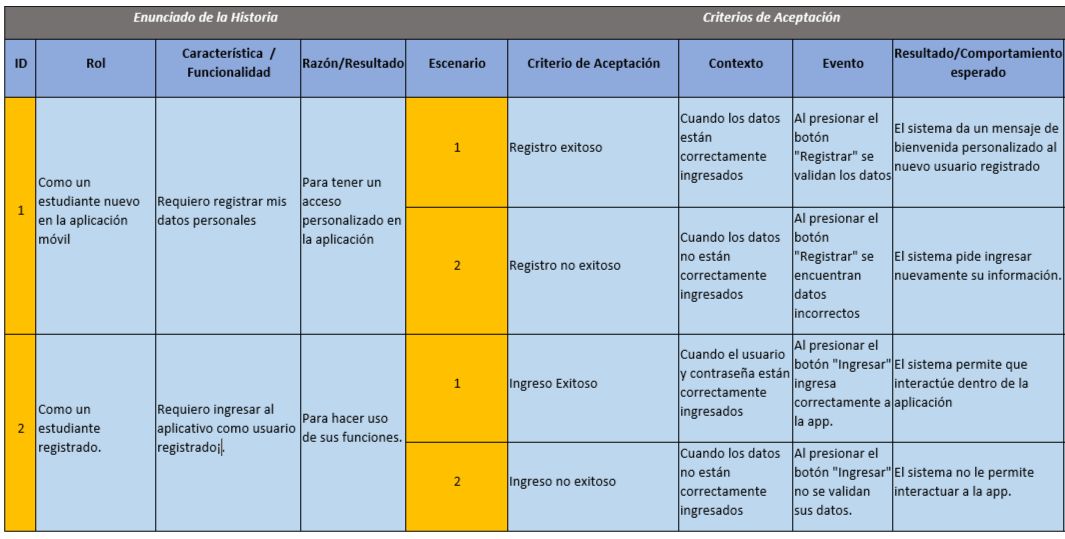 Enunciado de la Historia
Criterios de Aceptación
ID
Rol
Característica /
Funcionalidad
Razón/Resultado
Escenario
Criterio de Aceptación
Contexto
Evento
Resultado/Comportamiento
esperado
1
Como un
estudiante nuevo
en la aplicación
móvil
Requiero registrar mis
datos personales
Para tener un
acceso
personalizado en
la aplicación
1
Registro exitoso
Cuando los datos
están
correctamente
ingresados
Al presionar el
botón
"Registrar" se
validan los datos
El sistema da un mensaje de
bienvenida personalizado al
nuevo usuario registrado
2
Registro no exitoso
Cuando los datos
no están
correctamente
ingresados
Al presionar el
botón
"Registrar" se
encuentran
datos
incorrectos
El sistema pide ingresar
nuevamente su información.
2
Como un
estudiante
registrado.
Requiero ingresar al
aplicativo como usuario
registrado¡.
Para hacer uso
de sus funciones.
1
Ingreso Exitoso
Cuando el usuario
y contraseña están
correctamente
ingresados
Al presionar el
botón "Ingresar"
ingresa
correctamente a
la app.
El sistema permite que
interactúe dentro de la
aplicación
2
Ingreso no exitoso
Cuando los datos
no están
correctamente
ingresados
Al presionar el
botón "Ingresar"
no se validan
sus datos.
El sistema no le permite
interactuar a la app.